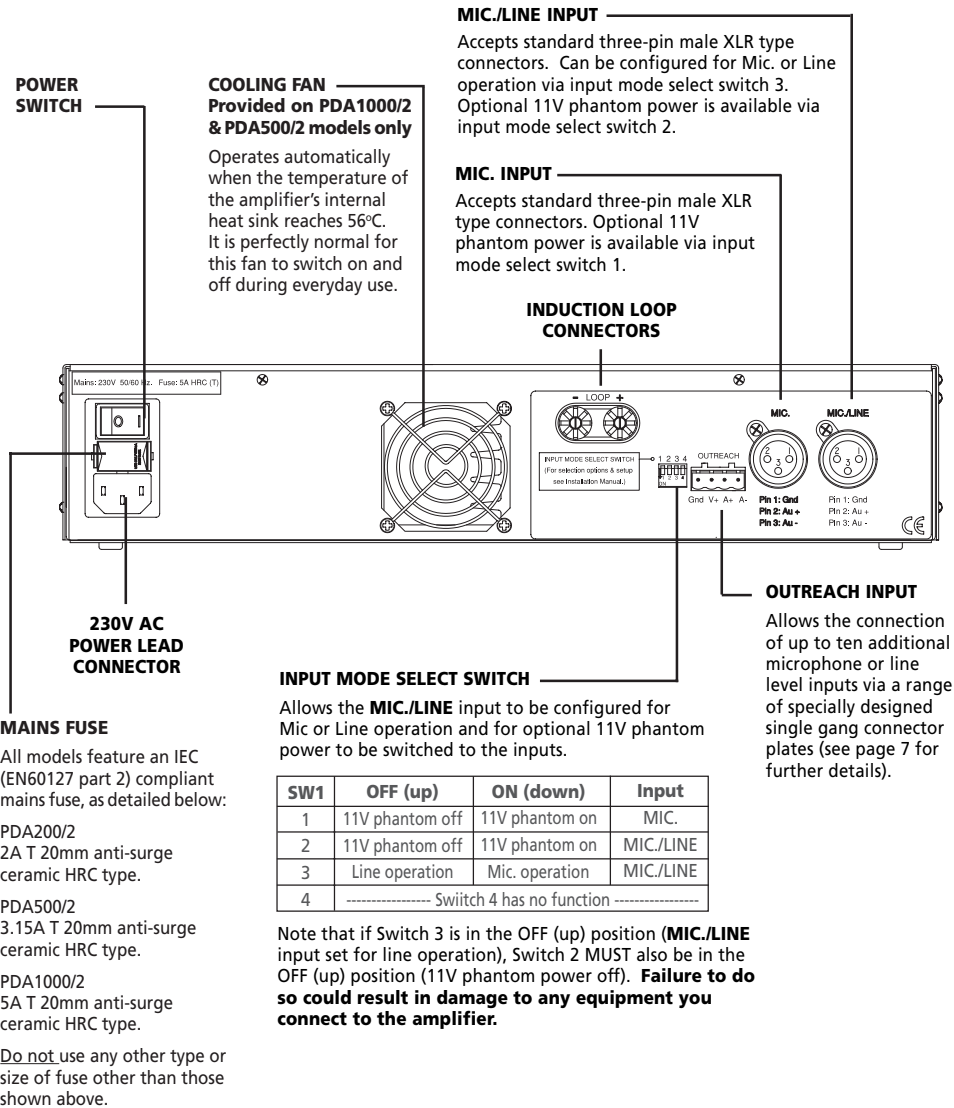 MIC./LINE INPUT
Accepts standard three-pin male XLR type
connectors.  Can be configured for Mic. or Line
operation via input mode select switch 3.
Optional 11V phantom power is available via
input mode select switch 2.
POWER
SWITCH
COOLING FAN
Provided on PDA1000/2
& PDA500/2 models only
Operates automatically
when the temperature of
the amplifier's internal
heat sink reaches 56°C.
It is perfectly normal for
this fan to switch on and
off during everyday use.
MIC. INPUT
Accepts standard three-pin male XLR
type connectors. Optional 11V
phantom power is available via input
mode select switch 1.
INDUCTION LOOP
CONNECTORS
Mains: 230V  50/60 Hz.   Fuse: 5A HRC (T)
- LOOP +
INPUT MODE SELECT SWITCH
(For selection options & setup
see Installation Manual.)
1 2 3 4
1 2 3 4
ON
OUTREACH
Gnd V+ A+ A-
MIC.
2 1
3
Pin 1: Gnd
Pin 2: Au +
Pin 3: Au -
MIC./LINE
2 1
3
Pin 1: Gnd
Pin 2: Au +
Pin 3: Au -
CE
230V AC
POWER LEAD
CONNECTOR
MAINS FUSE
All models feature an IEC
(EN60127 part 2) compliant
mains fuse, as detailed below:
PDA200/2
2A T 20mm anti-surge
ceramic HRC type.
PDA500/2
3.15A T 20mm anti-surge
ceramic HRC type.
PDA1000/2
5A T 20mm anti-surge
ceramic HRC type.
Do not use any other type or
size of fuse other than those
shown above.
INPUT MODE SELECT SWITCH
Allows the MIC./LINE input to be configured for
Mic or Line operation and for optional 11V phantom
power to be switched to the inputs.
SW1 OFF (up) ON (down) Input
1 11V phantom off 11V phantom on MIC.
2 11V phantom off 11V phantom on MIC./LINE
3 Line operation Mic. operation MIC./LINE
4 ----------------- Swiitch 4 has no function -----------------
Note that if Switch 3 is in the OFF (up) position (MIC./LINE
input set for line operation), Switch 2 MUST also be in the
OFF (up) position (11V phantom power off).  Failure to do
so could result in damage to any equipment you
connect to the amplifier.
OUTREACH INPUT
Allows the connection
of up to ten additional
microphone or line
level inputs via a range
of specially designed
single gang connector
plates (see page 7 for
further details).